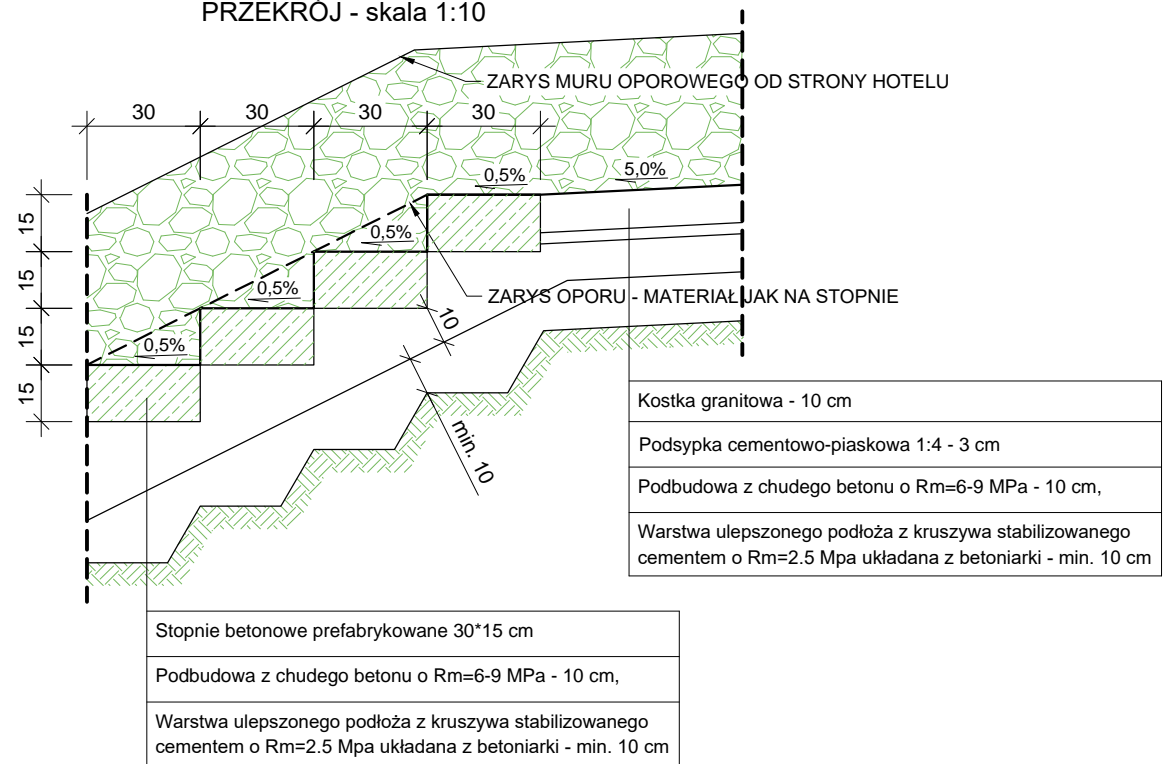 PRZEKRÓJ - skala 1:10
ZARYS MURU OPOROWEGO OD STRONY HOTELU
30
30
30
30
0,5%
5,0%
15
0,5%
15
0,5%
ZARYS OPORU - MATERIAŁ JAK NA STOPNIE
10
15
0,5%
15
min. 10
Kostka granitowa - 10 cm
Podsypka cementowo-piaskowa 1:4 - 3 cm
Podbudowa z chudego betonu o Rm=6-9 MPa - 10 cm,
Warstwa ulepszonego podłoża z kruszywa stabilizowanego
cementem o Rm=2.5 Mpa układana z betoniarki - min. 10 cm
Stopnie betonowe prefabrykowane 30*15 cm
Podbudowa z chudego betonu o Rm=6-9 MPa - 10 cm,
Warstwa ulepszonego podłoża z kruszywa stabilizowanego
cementem o Rm=2.5 Mpa układana z betoniarki - min. 10 cm